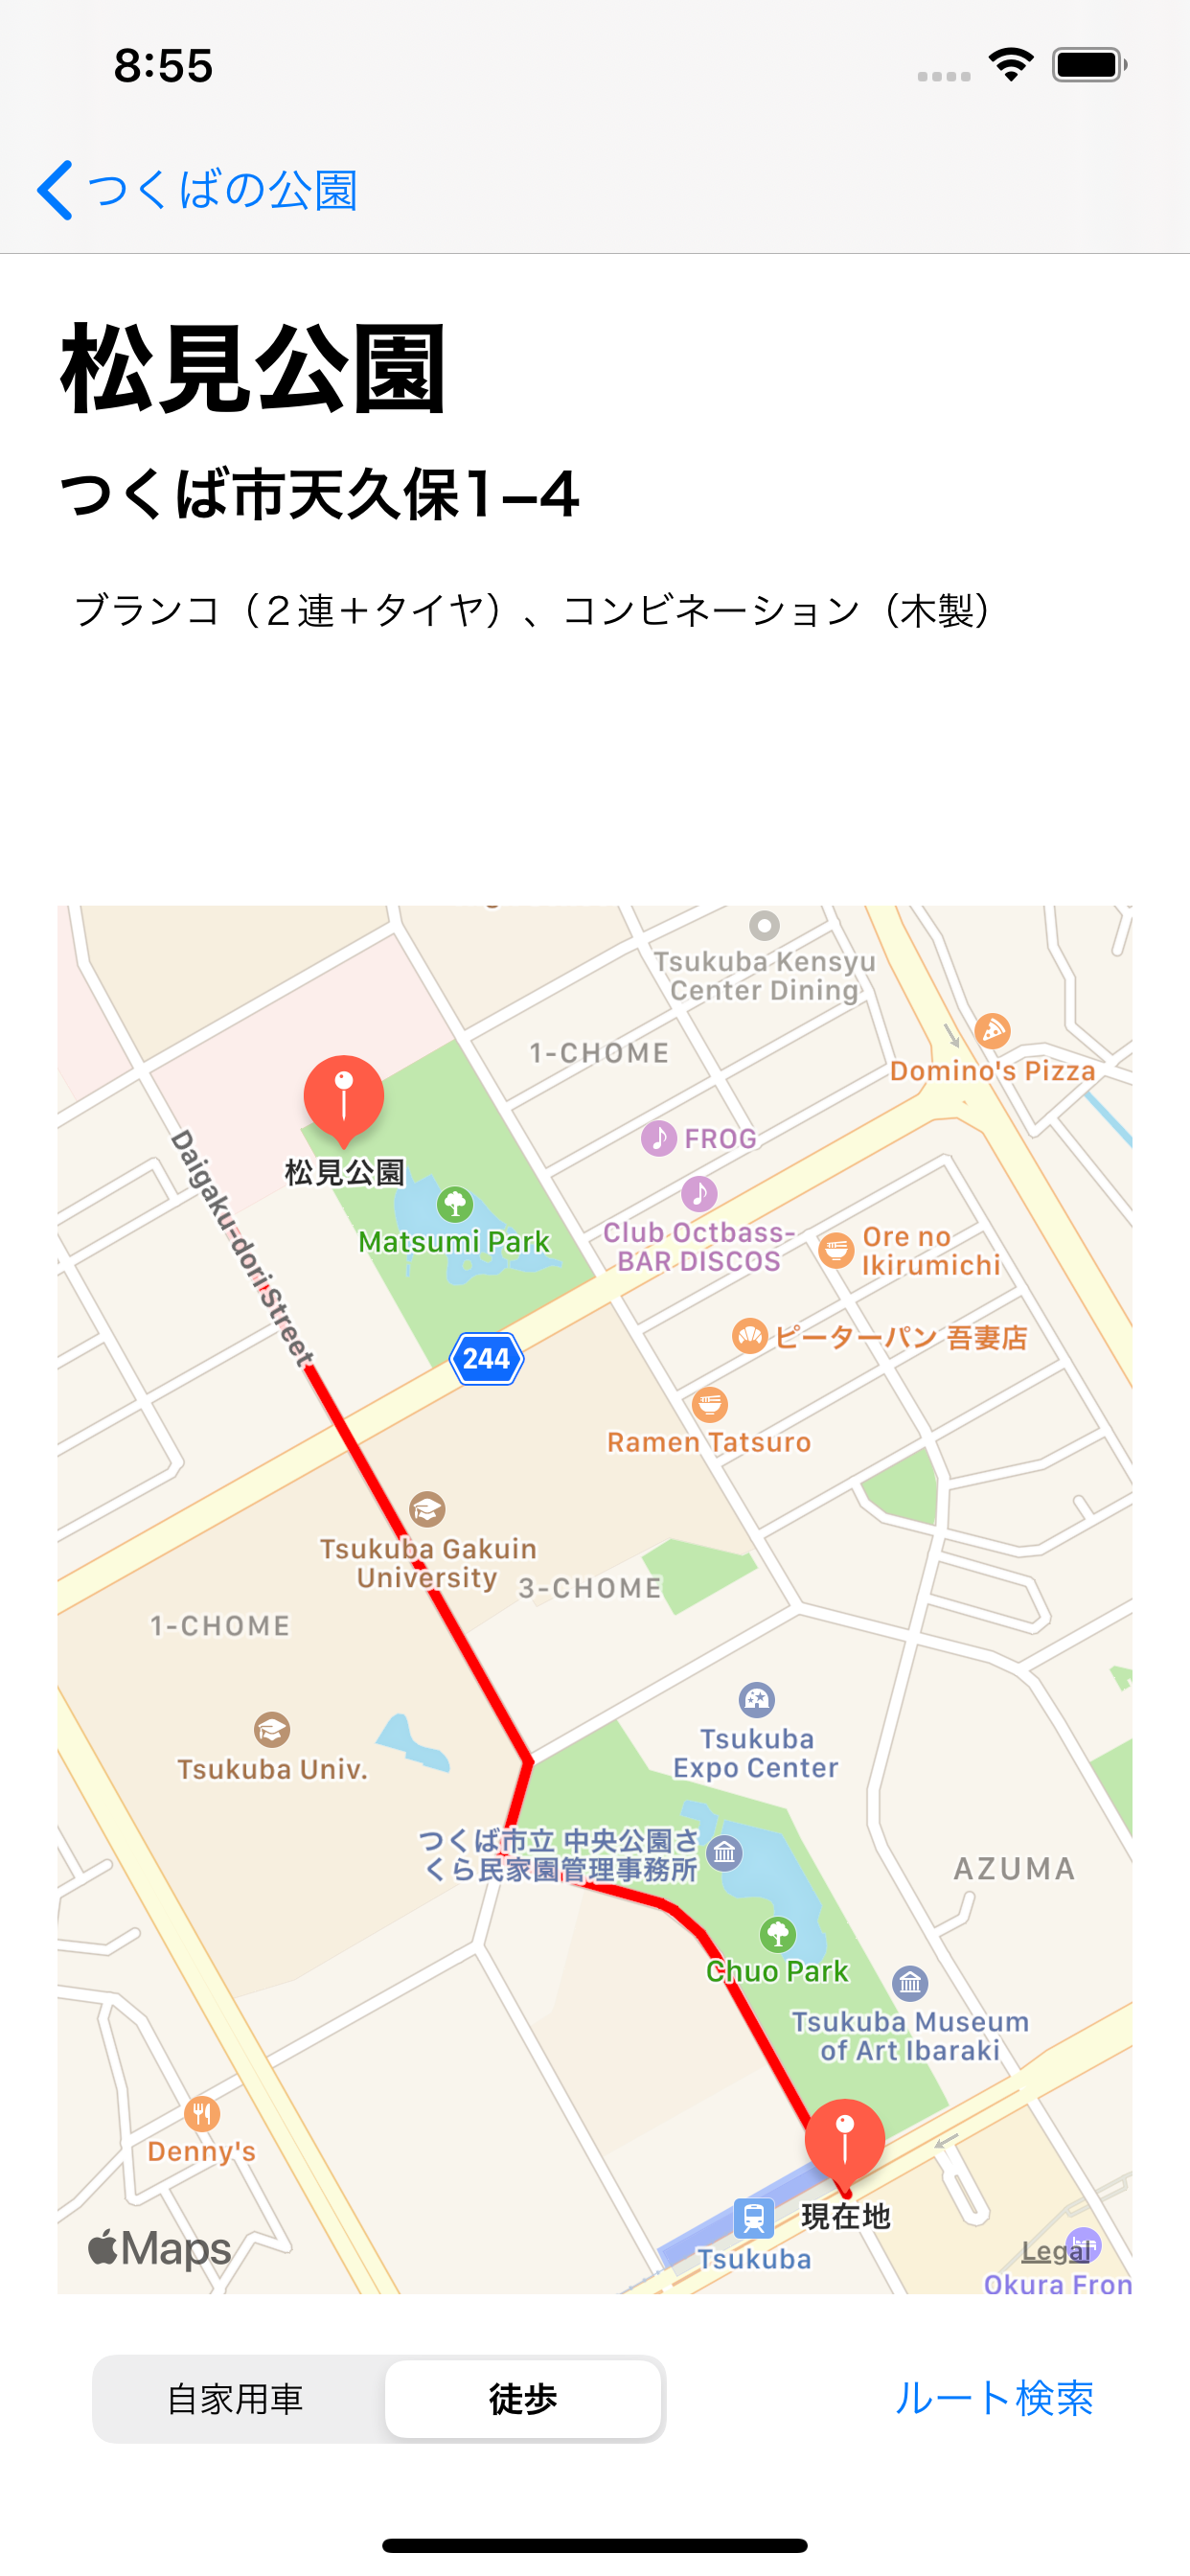 8:55
つくばの公園
松見公園
つくば市天久保1–4
ブランコ（２連＋タイヤ）、コンビネーション（木製）
Tsukuba Kensyu
Center Dining
1-CHOME
Domino's Pizza
FROG
松見公園
Daigaku-dori Street
Matsumi Park
Club Octbass-
BAR DISCOS
Ore no
Ikirumichi
ピーターパン 吾妻店
244
Ramen Tatsuro
Tsukuba Gakuin
University
3-CHOME
1-CHOME
Tsukuba
Expo Center
Tsukuba Univ.
つくば市立 中央公園さ
くら民家園管理事務所
AZUMA
Chuo Park
Tsukuba Museum
of Art Ibaraki
Denny's
現在地
Tsukuba
Maps
Legal
Okura Fron
自家用車
徒歩
ルート検索